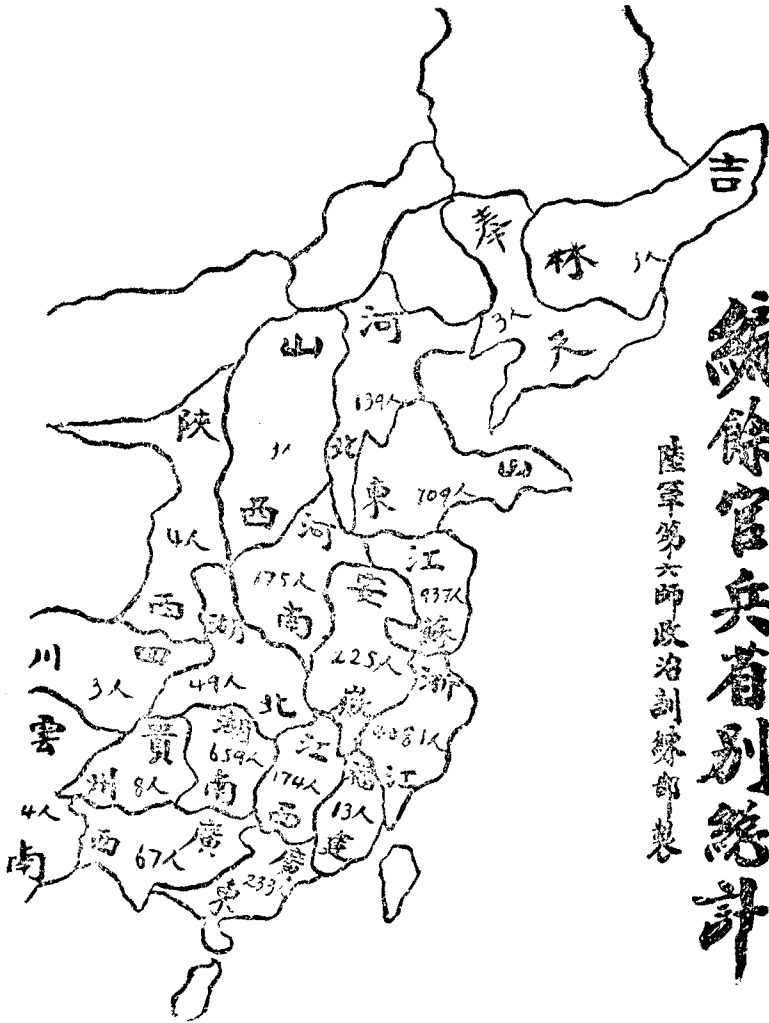 編餘官兵省別統計
陸軍第六師政治訓練部製
吉林 3人
奉天 3人
河北 139人
山西
山東 709人
陝西 4人
河南 175人
江蘇 937人
安徽 225人
湖北 49人
四川 3人
浙江
雲南 4人
貴州 8人
湖南 659人
江西 174人
福建 13人
廣西 67人
廣東 233人